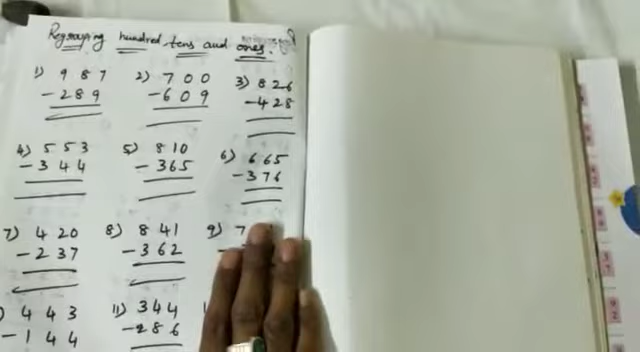 Regrouping hundred tens and ones.
1) 987 2) 700 3) 826
-289 -609 -428
4) 553 5) 810 6) 665
-344 -365 -376
7) 420 8) 841 9) 7
-237 -362 -
) 443 11) 344 1
-144 -286